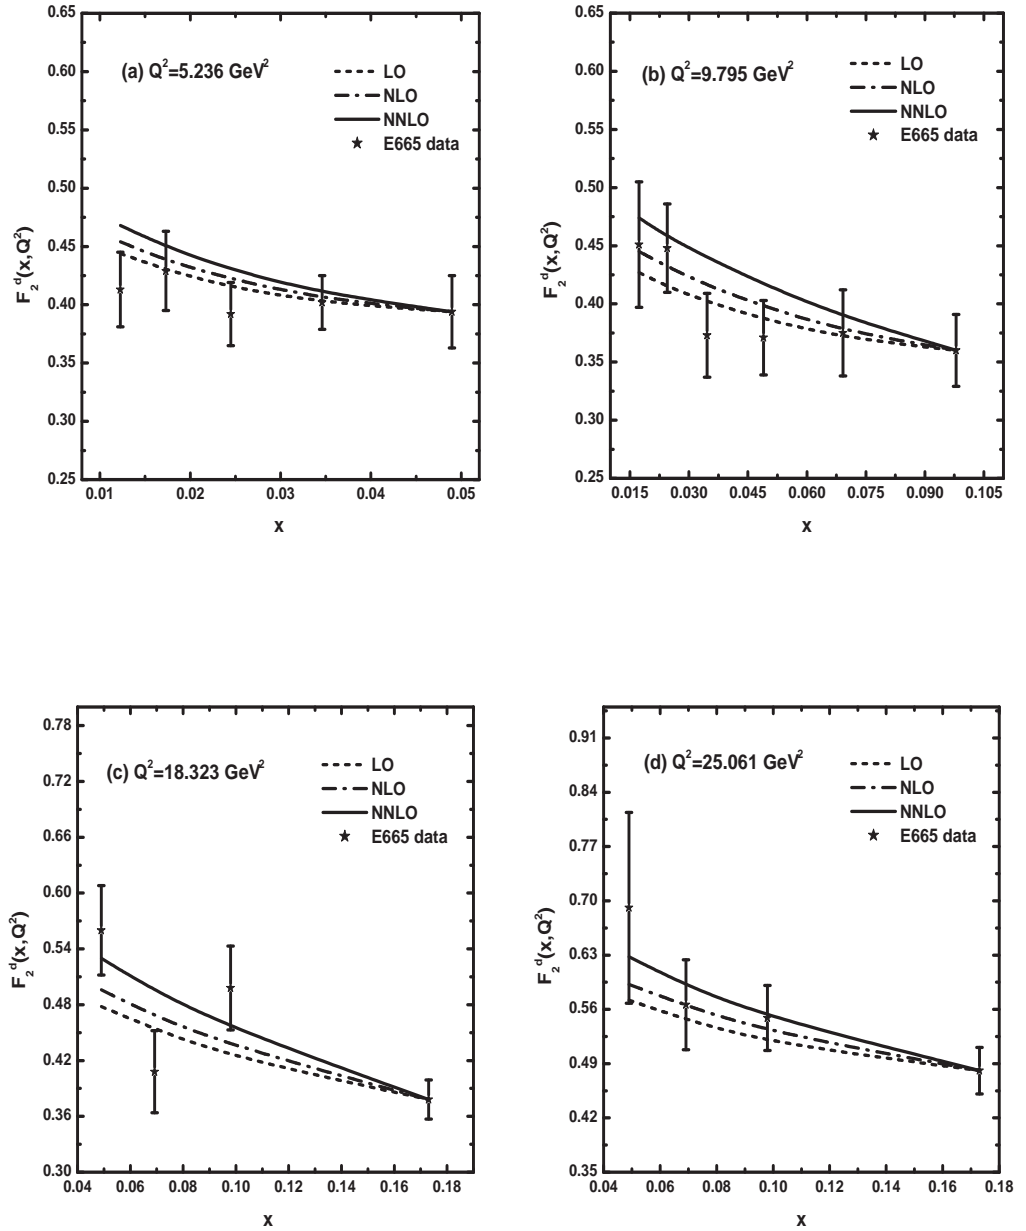 0.65
0.60
0.55
0.50
0.45
0.40
0.35
0.30
0.25
F₂ᵈ(x,Q²)
(a) Q²=5.236 GeV²
LO
NLO
NNLO
E665 data
0.01 0.02 0.03 0.04 0.05
x
0.65
0.60
0.55
0.50
0.45
0.40
0.35
0.30
0.25
F₂ᵈ(x,Q²)
(b) Q²=9.795 GeV²
LO
NLO
NNLO
E665 data
0.015 0.030 0.045 0.060 0.075 0.090 0.105
x
0.78
0.72
0.66
0.60
0.54
0.48
0.42
0.36
0.30
F₂ᵈ(x,Q²)
(c) Q²=18.323 GeV²
LO
NLO
NNLO
E665 data
0.04 0.06 0.08 0.10 0.12 0.14 0.16 0.18
x
0.91
0.84
0.77
0.70
0.63
0.56
0.49
0.42
0.35
F₂ᵈ(x,Q²)
(d) Q²=25.061 GeV²
LO
NLO
NNLO
E665 data
0.04 0.06 0.08 0.10 0.12 0.14 0.16 0.18
x